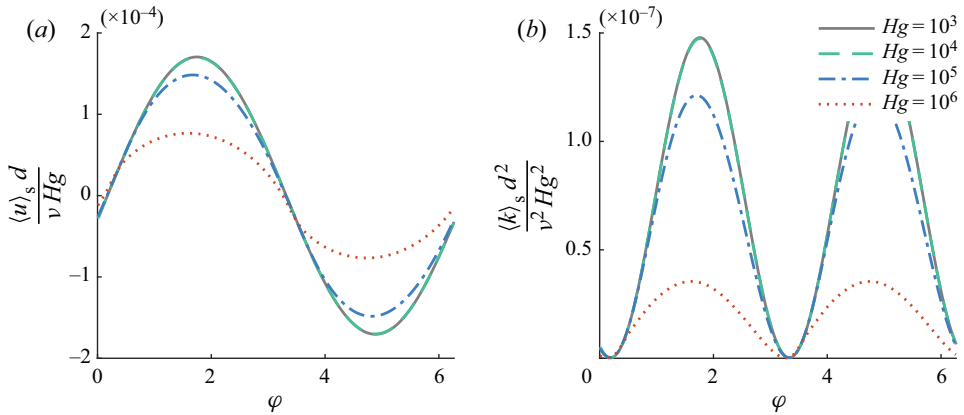 (a)
(×10⁻⁴)
2
1
0
−1
−2
⟨u⟩ₛ d
ν Hg
0
2
4
6
φ
(b)
(×10⁻⁷)
1.5
1.0
0.5
0
⟨k⟩ₛ d²
ν² Hg²
0
2
4
6
φ
Hg = 10³
Hg = 10⁴
Hg = 10⁵
Hg = 10⁶